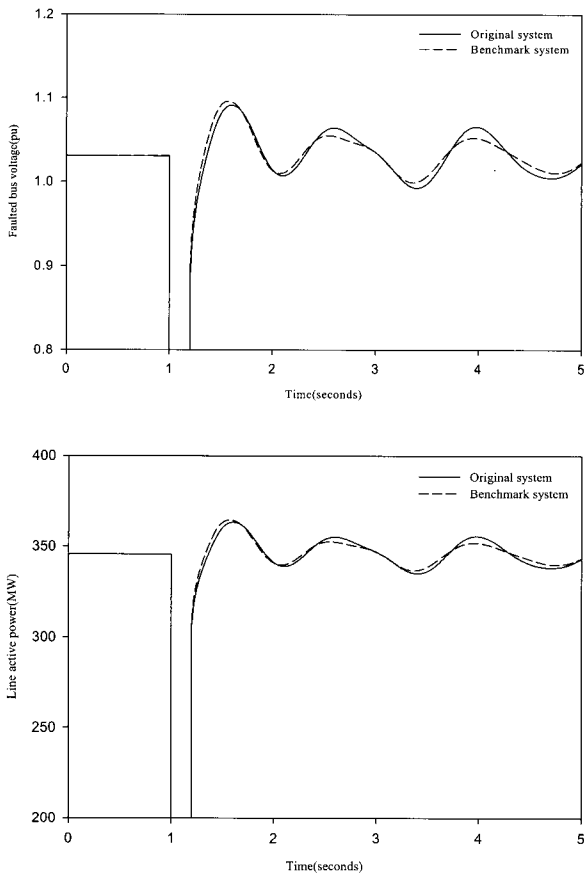 1.2
Original system
Benchmark system
1.1
1.0
0.9
0.8
Faulted bus voltage(pu)
0
1
2
3
4
5
Time(seconds)
400
Original system
Benchmark system
350
300
250
200
Line active power(MW)
0
1
2
3
4
5
Time(seconds)